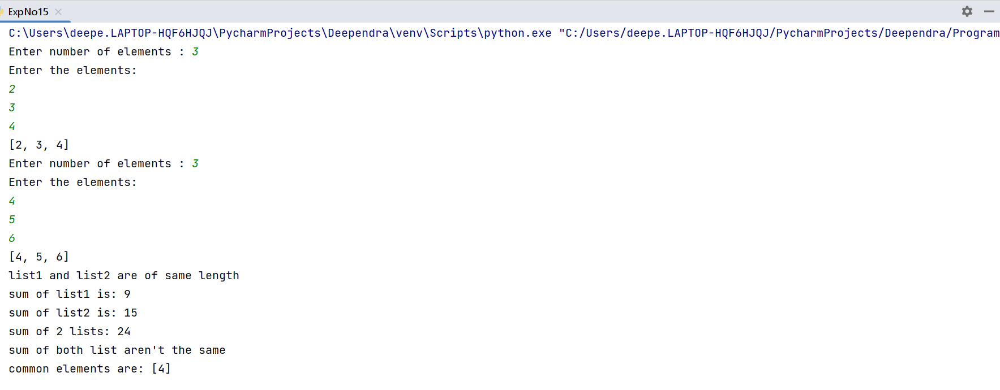 ExpNo15
C:\Users\deepe.LAPTOP-HQF6HJQJ\PycharmProjects\Deependra\venv\Scripts\python.exe "C:/Users/deepe.LAPTOP-HQF6HJQJ/PycharmProjects/Deependra/Program
Enter number of elements : 3
Enter the elements:
2
3
4
[2, 3, 4]
Enter number of elements : 3
Enter the elements:
4
5
6
[4, 5, 6]
list1 and list2 are of same length
sum of list1 is: 9
sum of list2 is: 15
sum of 2 lists: 24
sum of both list aren't the same
common elements are: [4]